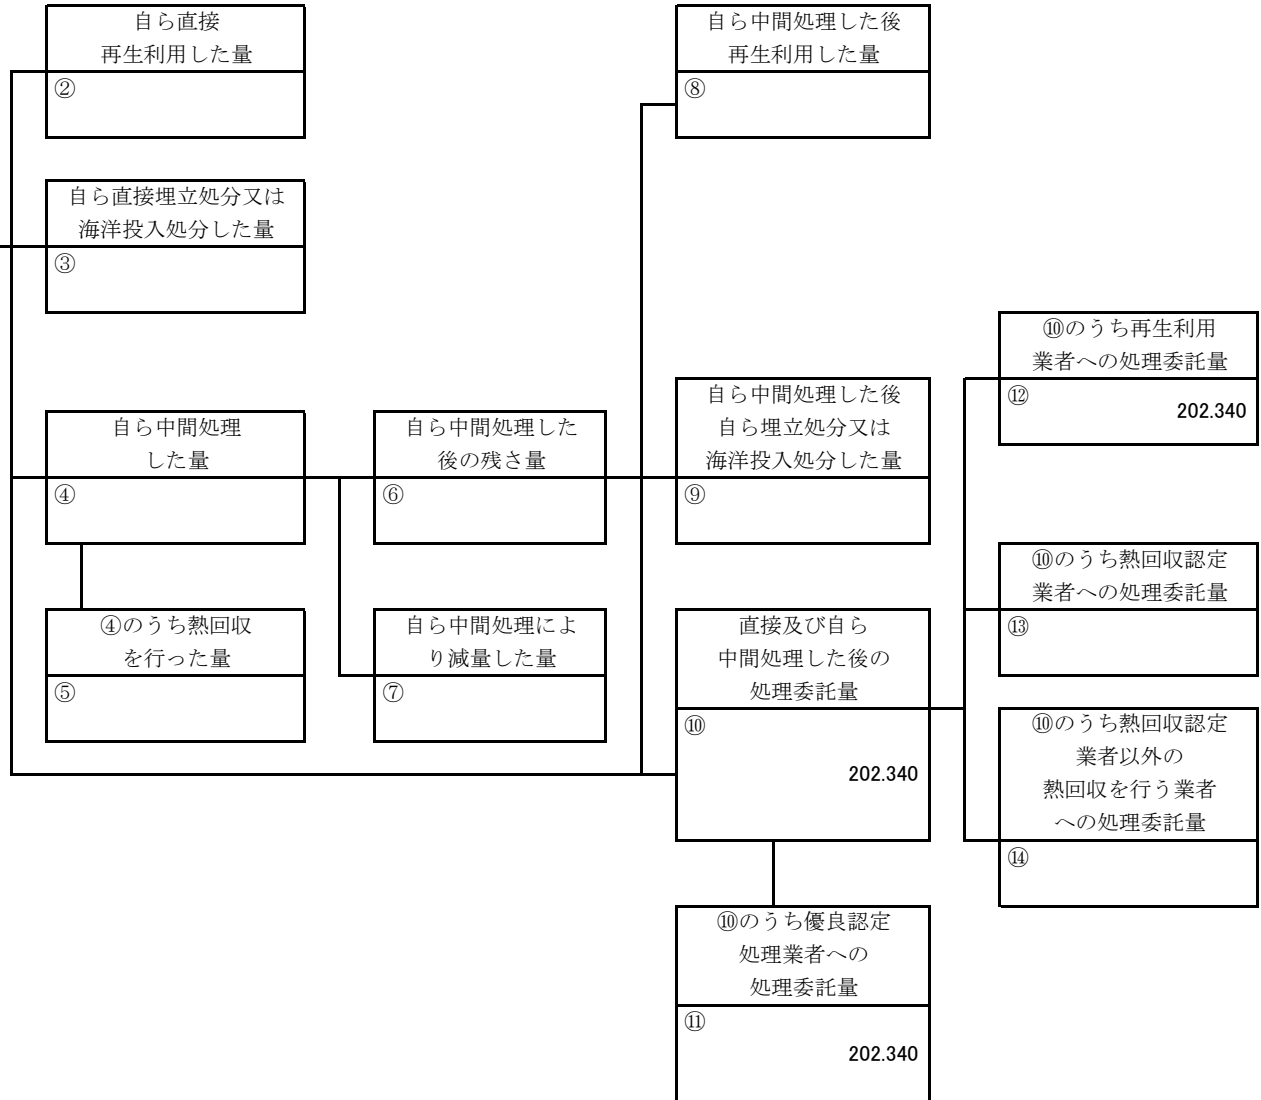 自ら直接
再生利用した量
②
自ら中間処理した後
再生利用した量
⑧
自ら直接埋立処分又は
海洋投入処分した量
③
⑩のうち再生利用
業者への処理委託量
⑫
202.340
自ら中間処理
した量
④
自ら中間処理した
後の残さ量
⑥
自ら中間処理した後
自ら埋立処分又は
海洋投入処分した量
⑨
⑩のうち熱回収認定
業者への処理委託量
⑬
④のうち熱回収
を行った量
⑤
自ら中間処理によ
り減量した量
⑦
直接及び自ら
中間処理した後の
処理委託量
⑩
202.340
⑩のうち熱回収認定
業者以外の
熱回収を行う業者
への処理委託量
⑭
⑩のうち優良認定
処理業者への
処理委託量
⑪
202.340